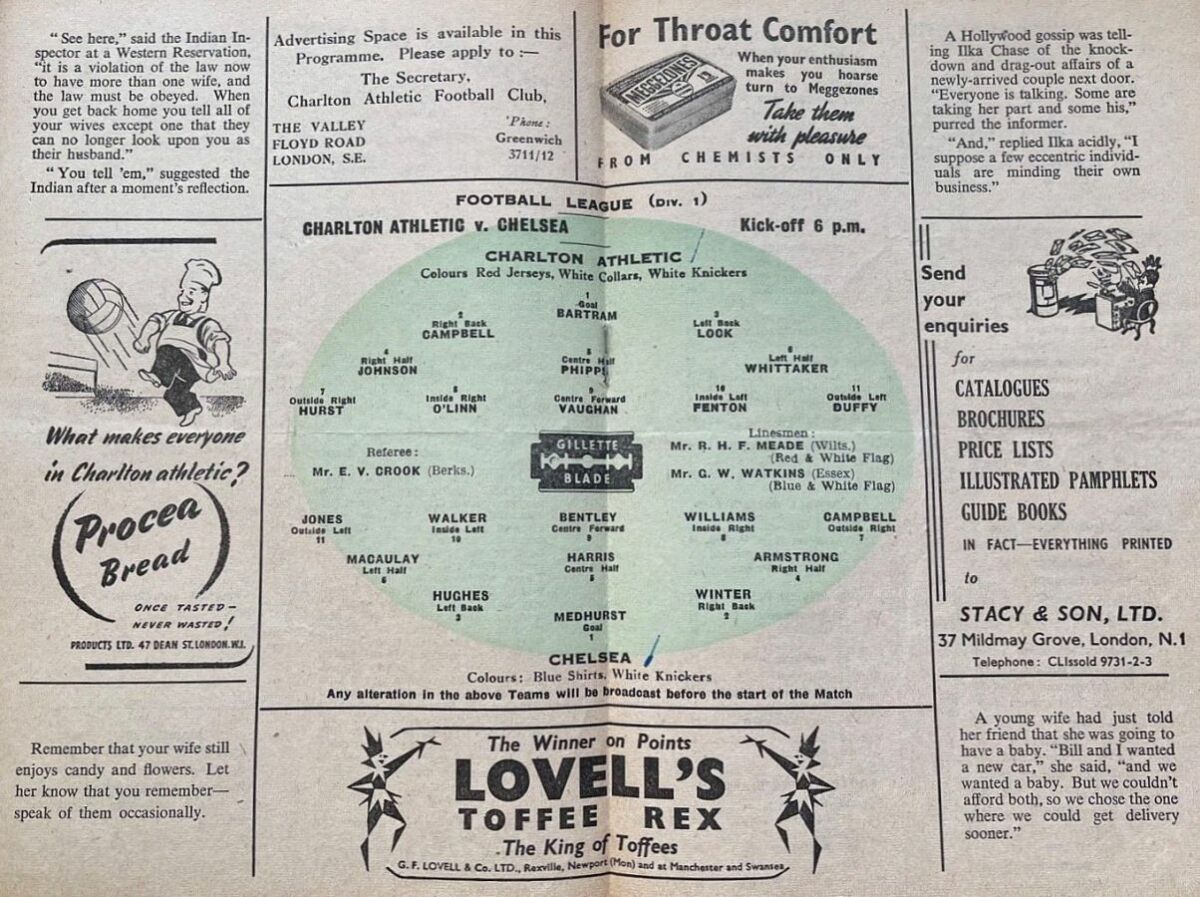 “ See here,” said the Indian In-
spector at a Western Reservation,
“it is a violation of the law now
to have more than one wife, and
the law must be obeyed. When
you get back home you tell all of
your wives except one that they
can no longer look upon you as
their husband.”
“ You tell ’em,” suggested the
Indian after a moment’s reflection.
What makes everyone
in Charlton athletic?
Procea
Bread
ONCE TASTED –
NEVER WASTED!
PRODUCTS LTD. 47 DEAN ST. LONDON. W.1.
Remember that your wife still
enjoys candy and flowers. Let
her know that you remember—
speak of them occasionally.
Advertising Space is available in this
Programme. Please apply to :—
The Secretary,
Charlton Athletic Football Club,
THE VALLEY
FLOYD ROAD
LONDON, S.E.
’Phone :
Greenwich
3711/12
For Throat Comfort
MEGGEZONES
When your enthusiasm
makes you hoarse
turn to Meggezones
Take them
with pleasure
FROM CHEMISTS ONLY
FOOTBALL LEAGUE (DIV. 1)
CHARLTON ATHLETIC v. CHELSEA Kick-off 6 p.m.
CHARLTON ATHLETIC
Colours Red Jerseys, White Collars, White Knickers
1
Goal
BARTRAM
2
Right Back
CAMPBELL
3
Left Back
LOCK
4
Right Half
JOHNSON
5
Centre Half
PHIPPS
6
Left Half
WHITTAKER
7
Outside Right
HURST
8
Inside Right
O’LINN
9
Centre Forward
VAUGHAN
10
Inside Left
FENTON
11
Outside Left
DUFFY
Referee :
Mr. E. V. CROOK (Berks.)
GILLETTE
BLADE
Linesmen :
Mr. R. H. F. MEADE (Wilts.)
(Red & White Flag)
Mr. G. W. WATKINS (Essex)
(Blue & White Flag)
JONES
Outside Left
11
WALKER
Inside Left
10
BENTLEY
Centre Forward
9
WILLIAMS
Inside Right
8
CAMPBELL
Outside Right
7
MACAULAY
Left Half
6
HARRIS
Centre Half
5
ARMSTRONG
Right Half
4
HUGHES
Left Back
3
WINTER
Right Back
2
MEDHURST
Goal
1
CHELSEA
Colours : Blue Shirts, White Knickers
Any alteration in the above Teams will be broadcast before the start of the Match
The Winner on Points
LOVELL’S
TOFFEE REX
The King of Toffees
G. F. LOVELL & Co. LTD., Rexville, Newport (Mon) and at Manchester and Swansea
A Hollywood gossip was tell-
ing Ilka Chase of the knock-
down and drag-out affairs of a
newly-arrived couple next door.
“Everyone is talking. Some are
taking her part and some his,”
purred the informer.
“And,” replied Ilka acidly, “I
suppose a few eccentric individ-
uals are minding their own
business.”
Send
your
enquiries
for
CATALOGUES
BROCHURES
PRICE LISTS
ILLUSTRATED PAMPHLETS
GUIDE BOOKS
IN FACT—EVERYTHING PRINTED
to
STACY & SON, LTD.
37 Mildmay Grove, London, N.1
Telephone : CLIssold 9731-2-3
A young wife had just told
her friend that she was going to
have a baby. “Bill and I wanted
a new car,” she said, “and we
wanted a baby. But we couldn’t
afford both, so we chose the one
where we could get delivery
sooner.”